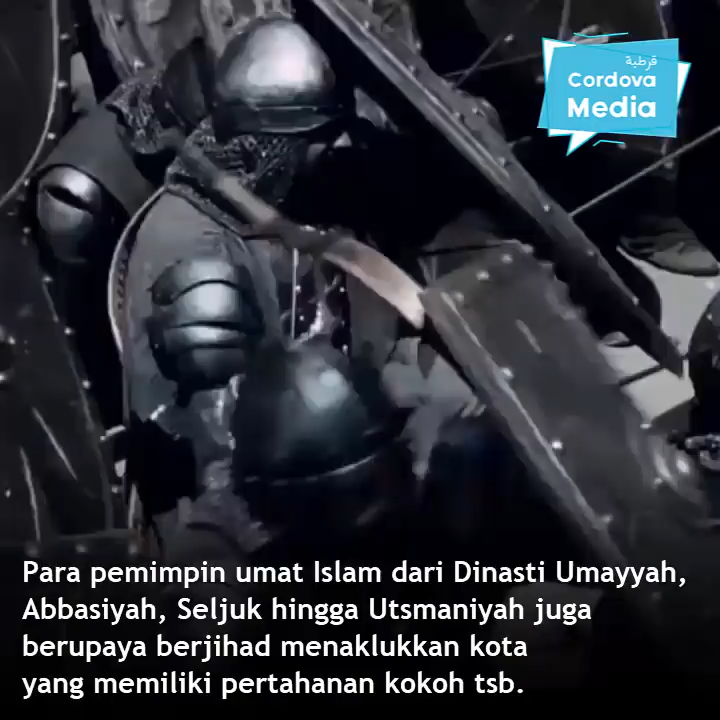 قرطبة
Cordova
Media
Para pemimpin umat Islam dari Dinasti Umayyah,
Abbasiyah, Seljuk hingga Utsmaniyah juga
berupaya berjihad menaklukkan kota
yang memiliki pertahanan kokoh tsb.